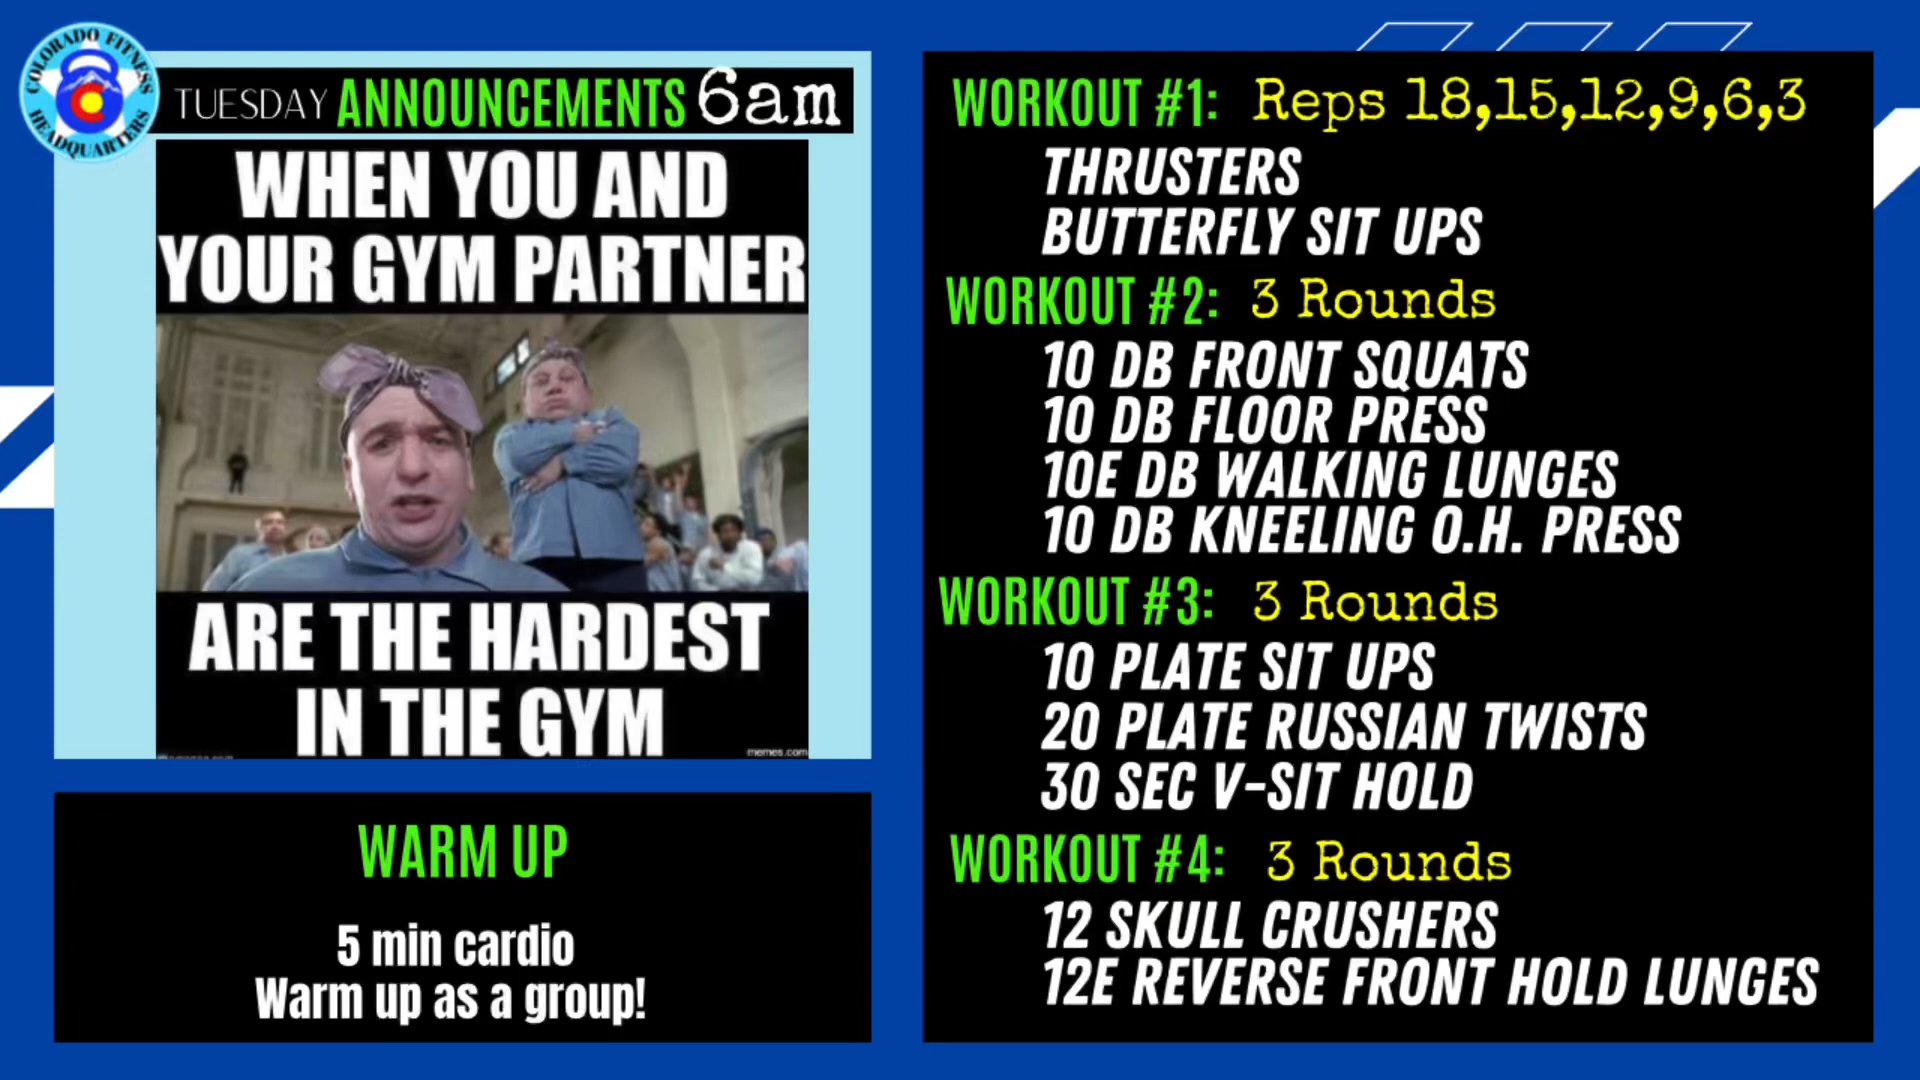 COLORADO FITNESS
HEADQUARTERS
TUESDAY ANNOUNCEMENTS 6am
WHEN YOU AND
YOUR GYM PARTNER
ARE THE HARDEST
IN THE GYM
memes.com
WARM UP
5 min cardio
Warm up as a group!
WORKOUT #1: Reps 18,15,12,9,6,3
THRUSTERS
BUTTERFLY SIT UPS
WORKOUT #2: 3 Rounds
10 DB FRONT SQUATS
10 DB FLOOR PRESS
10E DB WALKING LUNGES
10 DB KNEELING O.H. PRESS
WORKOUT #3: 3 Rounds
10 PLATE SIT UPS
20 PLATE RUSSIAN TWISTS
30 SEC V-SIT HOLD
WORKOUT #4: 3 Rounds
12 SKULL CRUSHERS
12E REVERSE FRONT HOLD LUNGES